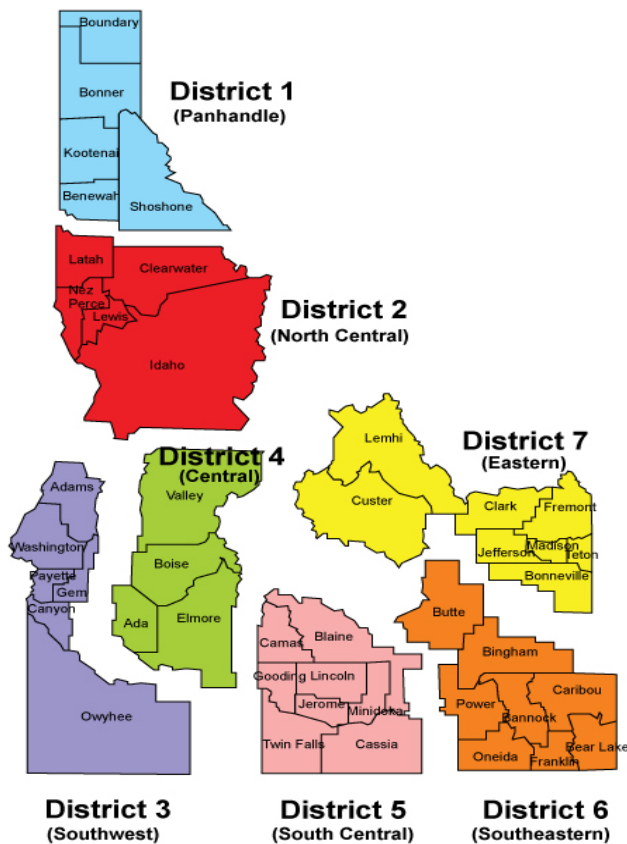 Boundary
Bonner
District 1
(Panhandle)
Kootenai
Benewah
Shoshone
Latah
Clearwater
Nez
Perce
Lewis
District 2
(North Central)
Idaho
Lemhi
District 7
(Eastern)
Custer
Clark
Fremont
Jefferson
Madison
Teton
Bonneville
District 4
(Central)
Valley
Boise
Ada
Elmore
Adams
Washington
Payette
Gem
Canyon
Owyhee
Camas
Blaine
Gooding
Lincoln
Jerome
Minidoka
Twin Falls
Cassia
Butte
Bingham
Power
Caribou
Bannock
Oneida
Franklin
Bear Lake
District 3
(Southwest)
District 5
(South Central)
District 6
(Southeastern)